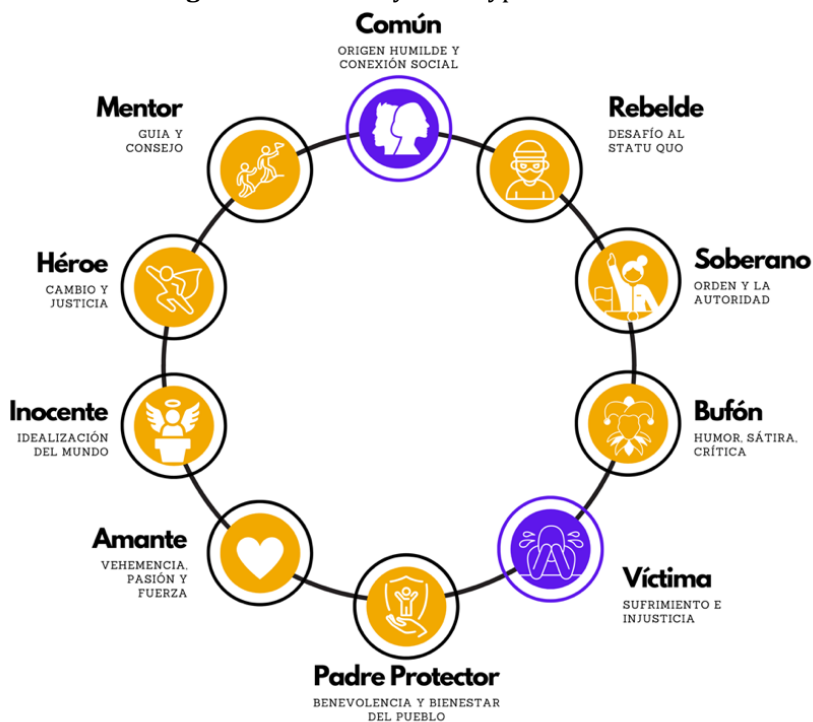 Común
ORIGEN HUMILDE Y
CONEXIÓN SOCIAL
Rebelde
DESAFÍO AL
STATU QUO
Soberano
ORDEN Y LA
AUTORIDAD
Bufón
HUMOR, SÁTIRA,
CRÍTICA
Víctima
SUFRIMIENTO E
INJUSTICIA
Padre Protector
BENEVOLENCIA Y BIENESTAR
DEL PUEBLO
Amante
VEHEMENCIA,
PASIÓN Y
FUERZA
Inocente
IDEALIZACIÓN
DEL MUNDO
Héroe
CAMBIO Y
JUSTICIA
Mentor
GUIA Y
CONSEJO